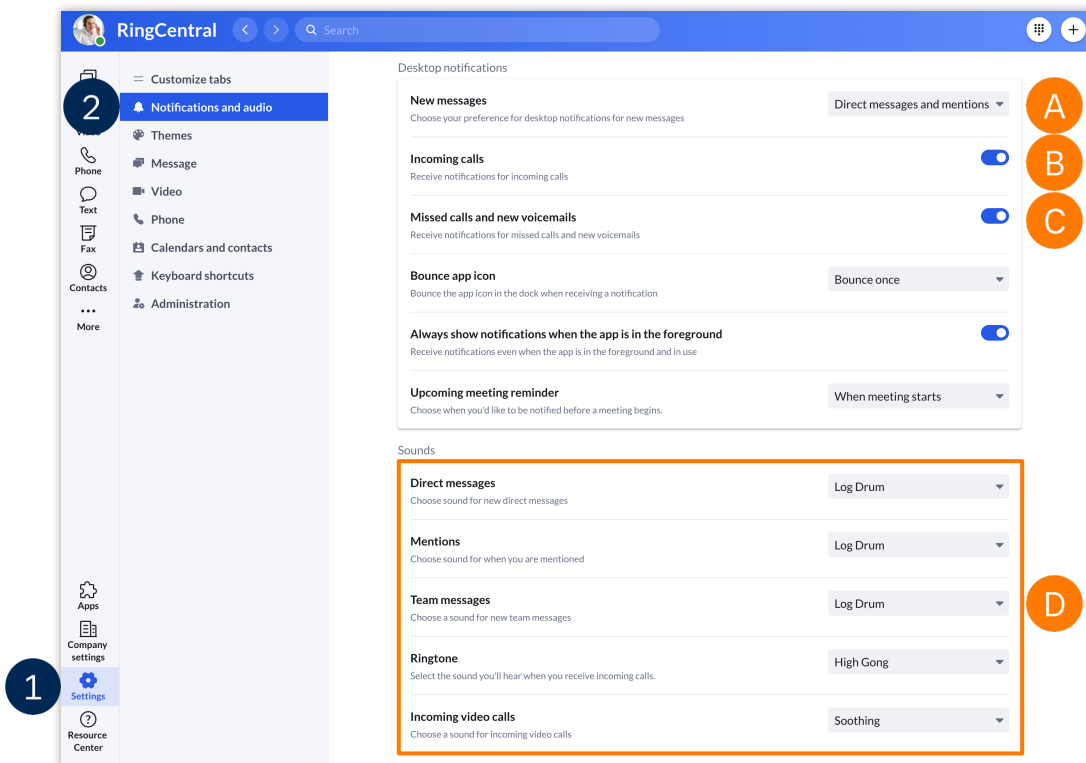 RingCentral
Search
2
Phone
Text
Fax
Contacts
More
Apps
Company
settings
1
Settings
Resource
Center
Customize tabs
Notifications and audio
Themes
Message
Video
Phone
Calendars and contacts
Keyboard shortcuts
Administration
Desktop notifications
New messages
Choose your preference for desktop notifications for new messages
Direct messages and mentions
A
Incoming calls
Receive notifications for incoming calls
B
Missed calls and new voicemails
Receive notifications for missed calls and new voicemails
C
Bounce app icon
Bounce the app icon in the dock when receiving a notification
Bounce once
Always show notifications when the app is in the foreground
Receive notifications even when the app is in the foreground and in use
Upcoming meeting reminder
Choose when you'd like to be notified before a meeting begins.
When meeting starts
Sounds
Direct messages
Choose sound for new direct messages
Log Drum
Mentions
Choose sound for when you are mentioned
Log Drum
Team messages
Choose a sound for new team messages
Log Drum
D
Ringtone
Select the sound you'll hear when you receive incoming calls.
High Gong
Incoming video calls
Choose a sound for incoming video calls
Soothing